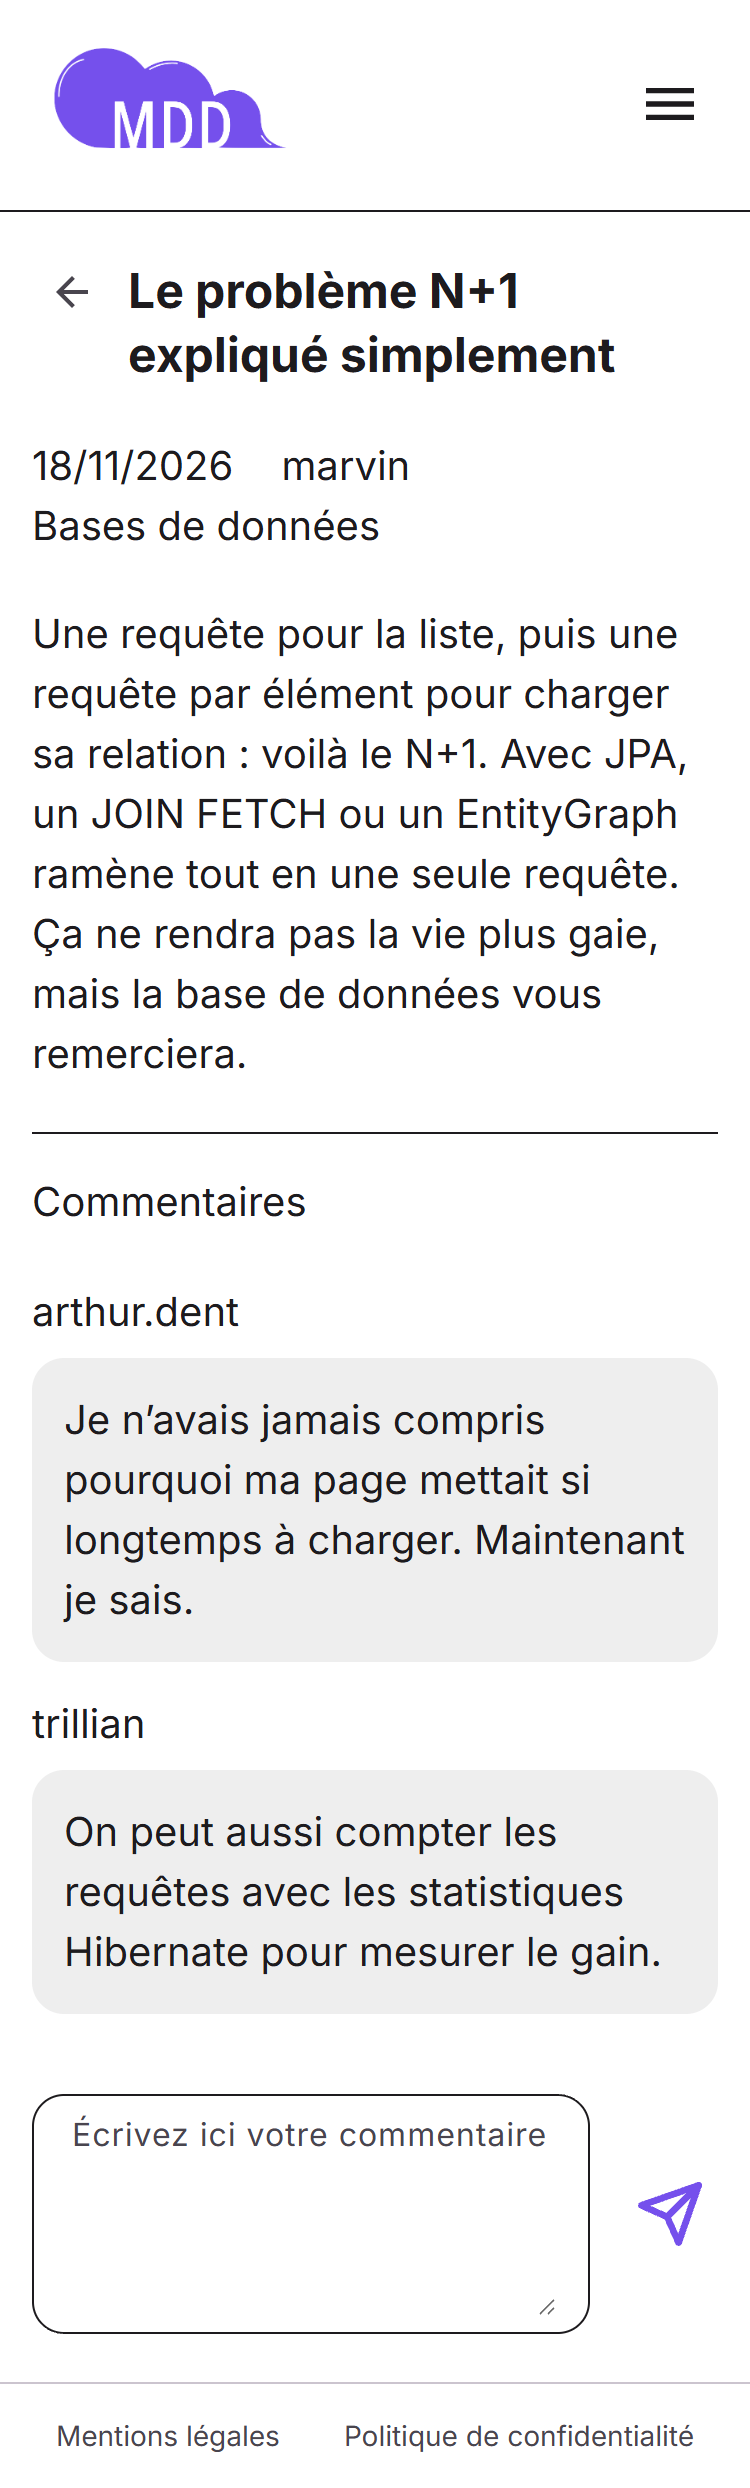 MDD
Le problème N+1
expliqué simplement
18/11/2026 marvin
Bases de données
Une requête pour la liste, puis une
requête par élément pour charger
sa relation : voilà le N+1. Avec JPA,
un JOIN FETCH ou un EntityGraph
ramène tout en une seule requête.
Ça ne rendra pas la vie plus gaie,
mais la base de données vous
remerciera.
Commentaires
arthur.dent
Je n’avais jamais compris
pourquoi ma page mettait si
longtemps à charger. Maintenant
je sais.
trillian
On peut aussi compter les
requêtes avec les statistiques
Hibernate pour mesurer le gain.
Écrivez ici votre commentaire
Mentions légales Politique de confidentialité